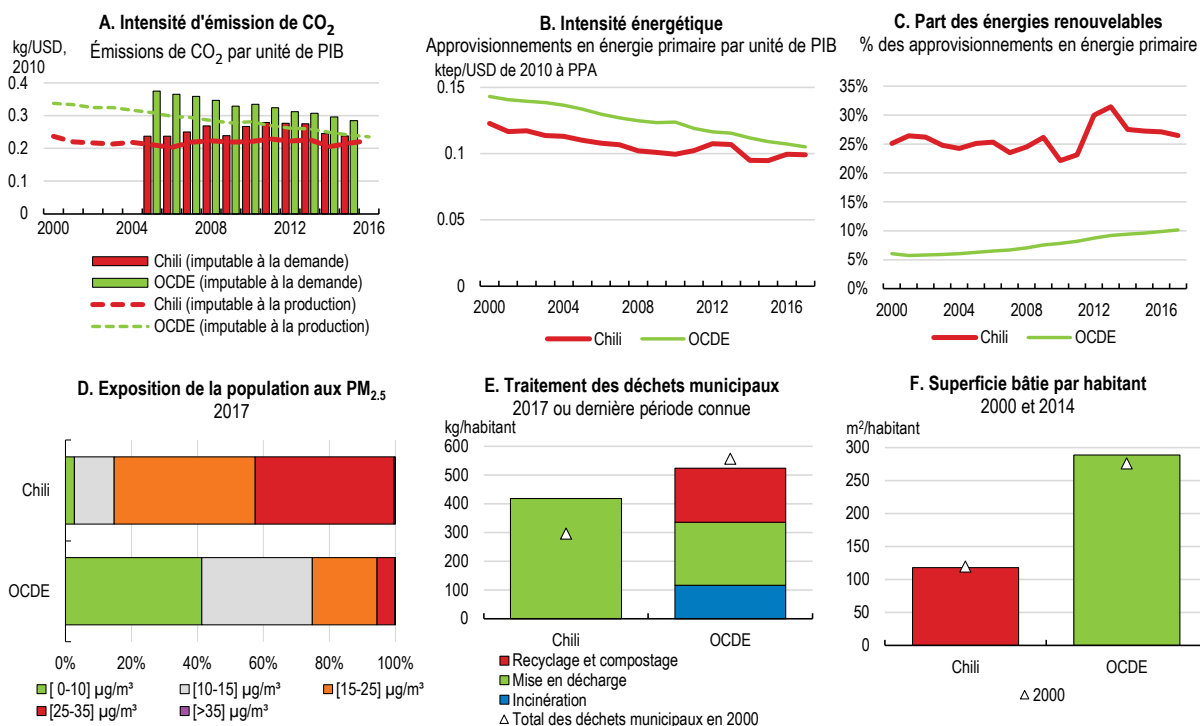 A. Intensité d'émission de CO2
Émissions de CO2 par unité de PIB
kg/USD,
2010
0.4
0.3
0.2
0.1
0
2000 2004 2008 2012 2016
Chili (imputable à la demande)
OCDE (imputable à la demande)
Chili (imputable à la production)
OCDE (imputable à la production)
B. Intensité énergétique
Approvisionnements en énergie primaire par unité de PIB
ktep/USD de 2010 à PPA
0.15
0.1
0.05
0
2000 2004 2008 2012 2016
Chili OCDE
C. Part des énergies renouvelables
% des approvisionnements en énergie primaire
35%
30%
25%
20%
15%
10%
5%
0%
2000 2004 2008 2012 2016
Chili OCDE
D. Exposition de la population aux PM2.5
2017
Chili
OCDE
0% 20% 40% 60% 80% 100%
[ 0-10] µg/m³ [10-15] µg/m³ [15-25] µg/m³
[25-35] µg/m³ [>35] µg/m³
E. Traitement des déchets municipaux
2017 ou dernière période connue
kg/habitant
600
500
400
300
200
100
0
Chili OCDE
Recyclage et compostage
Mise en décharge
Incinération
Total des déchets municipaux en 2000
F. Superficie bâtie par habitant
2000 et 2014
m²/habitant
300
250
200
150
100
50
0
Chili OCDE
2000